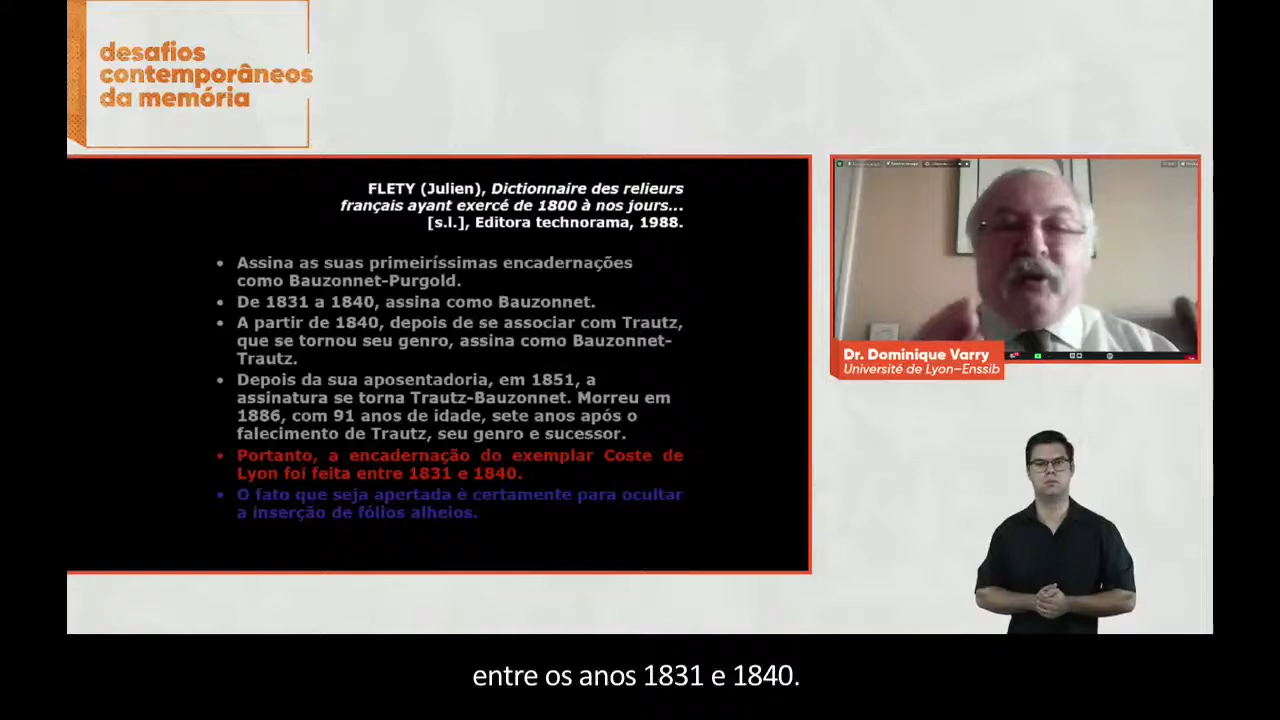 desafios
contemporâneos
da memória
FLETY (Julien), Dictionnaire des relieurs
français ayant exercé de 1800 à nos jours...
[s.l.], Editora technorama, 1988.
• Assina as suas primeiríssimas encadernações
como Bauzonnet-Purgold.
• De 1831 a 1840, assina como Bauzonnet.
• A partir de 1840, depois de se associar com Trautz,
que se tornou seu genro, assina como Bauzonnet-
Trautz.
• Depois da sua aposentadoria, em 1851, a
assinatura se torna Trautz-Bauzonnet. Morreu em
1886, com 91 anos de idade, sete anos após o
falecimento de Trautz, seu genro e sucessor.
• Portanto, a encadernação do exemplar Coste de
Lyon foi feita entre 1831 e 1840.
• O fato que seja apertada è certamente para ocultar
a inserção de fólios alheios.
Dr. Dominique Varry
Université de Lyon–Enssib
entre os anos 1831 e 1840.